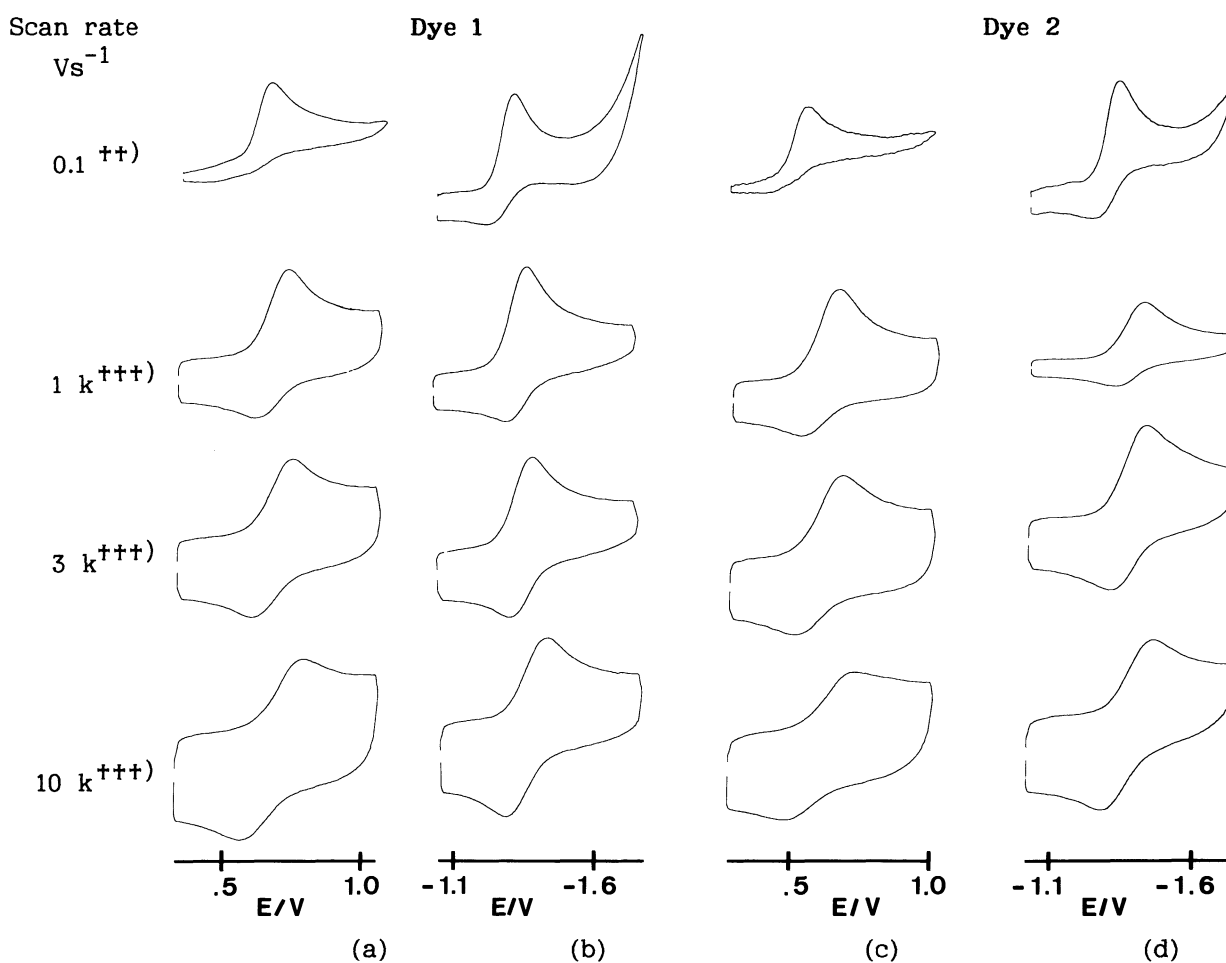 Scan rate Dye 1 Dye 2
Vs⁻¹
0.1 ††)
1 k†††)
3 k†††)
10 k†††)
.5 1.0 -1.1 -1.6 .5 1.0 -1.1 -1.6
E/V E/V E/V E/V
(a) (b) (c) (d)